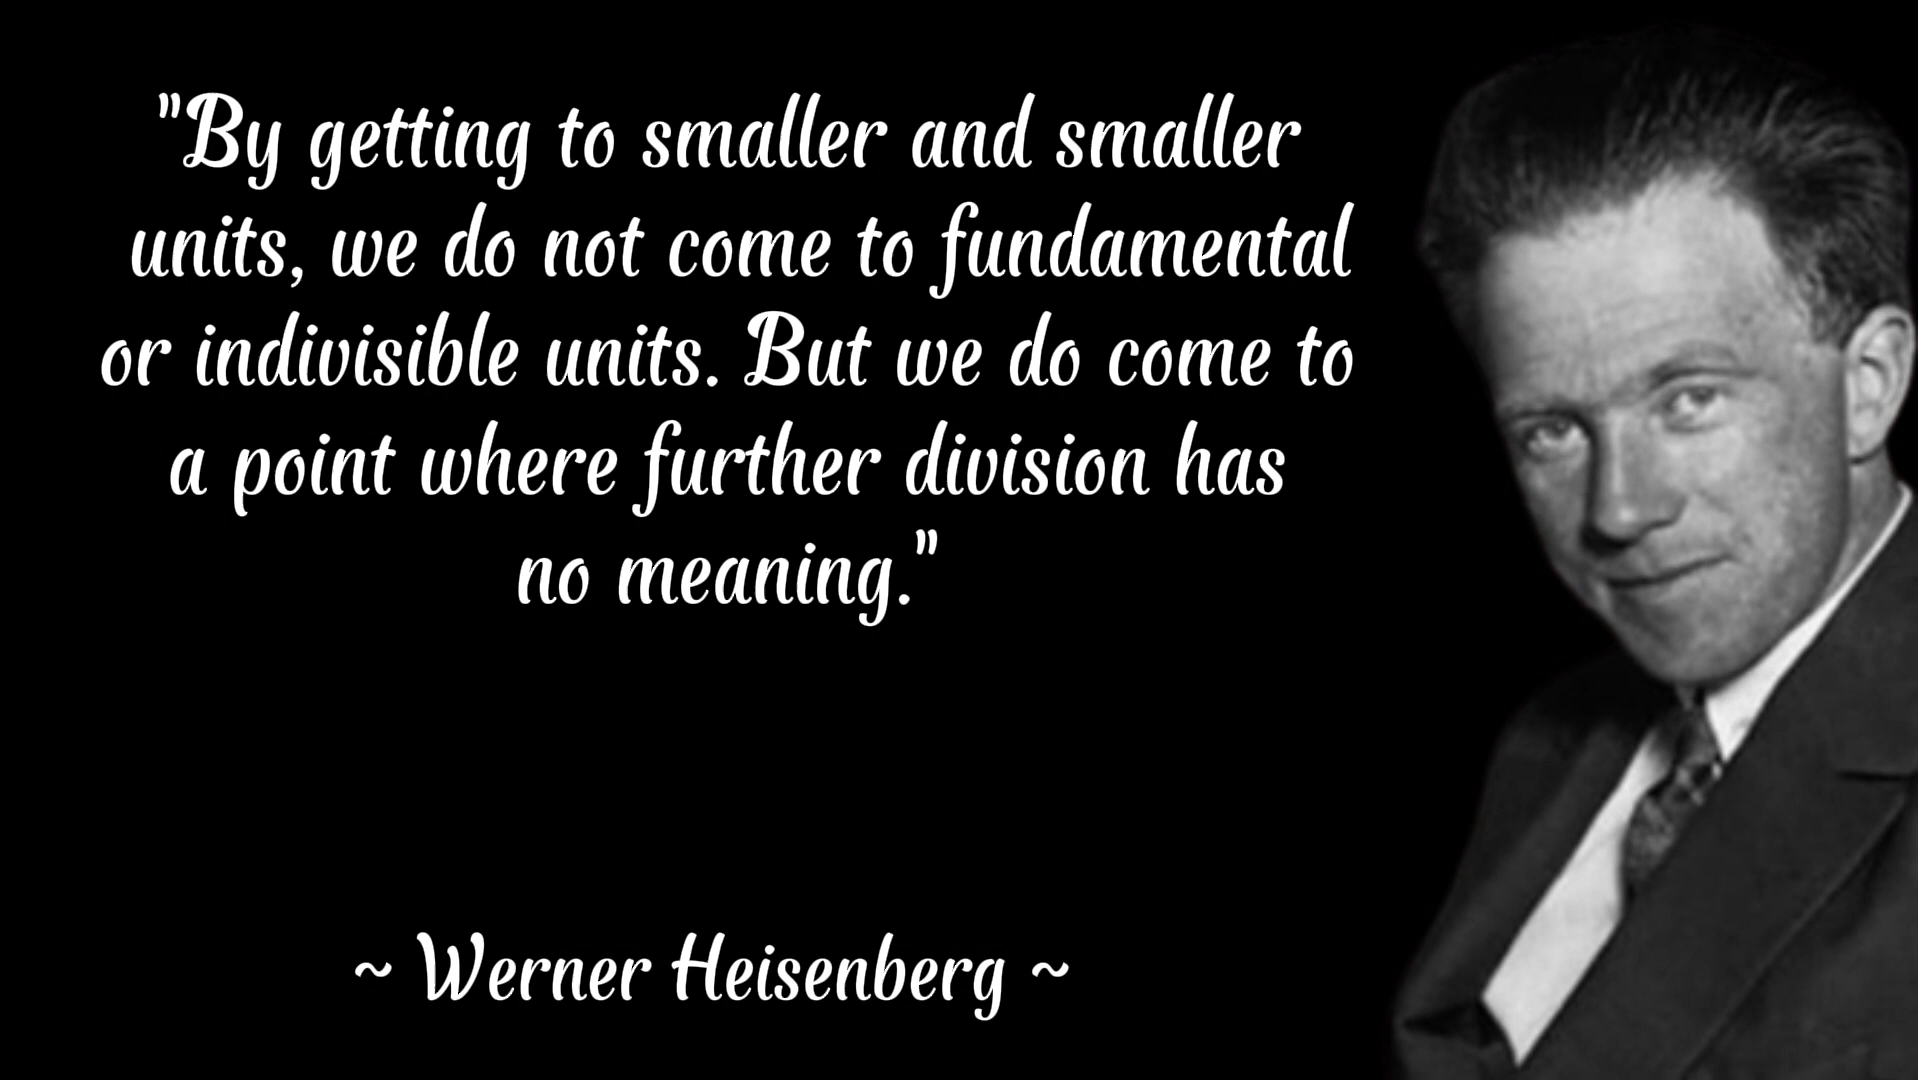 "By getting to smaller and smaller
units, we do not come to fundamental
or indivisible units. But we do come to
a point where further division has
no meaning."
~ Werner Heisenberg ~